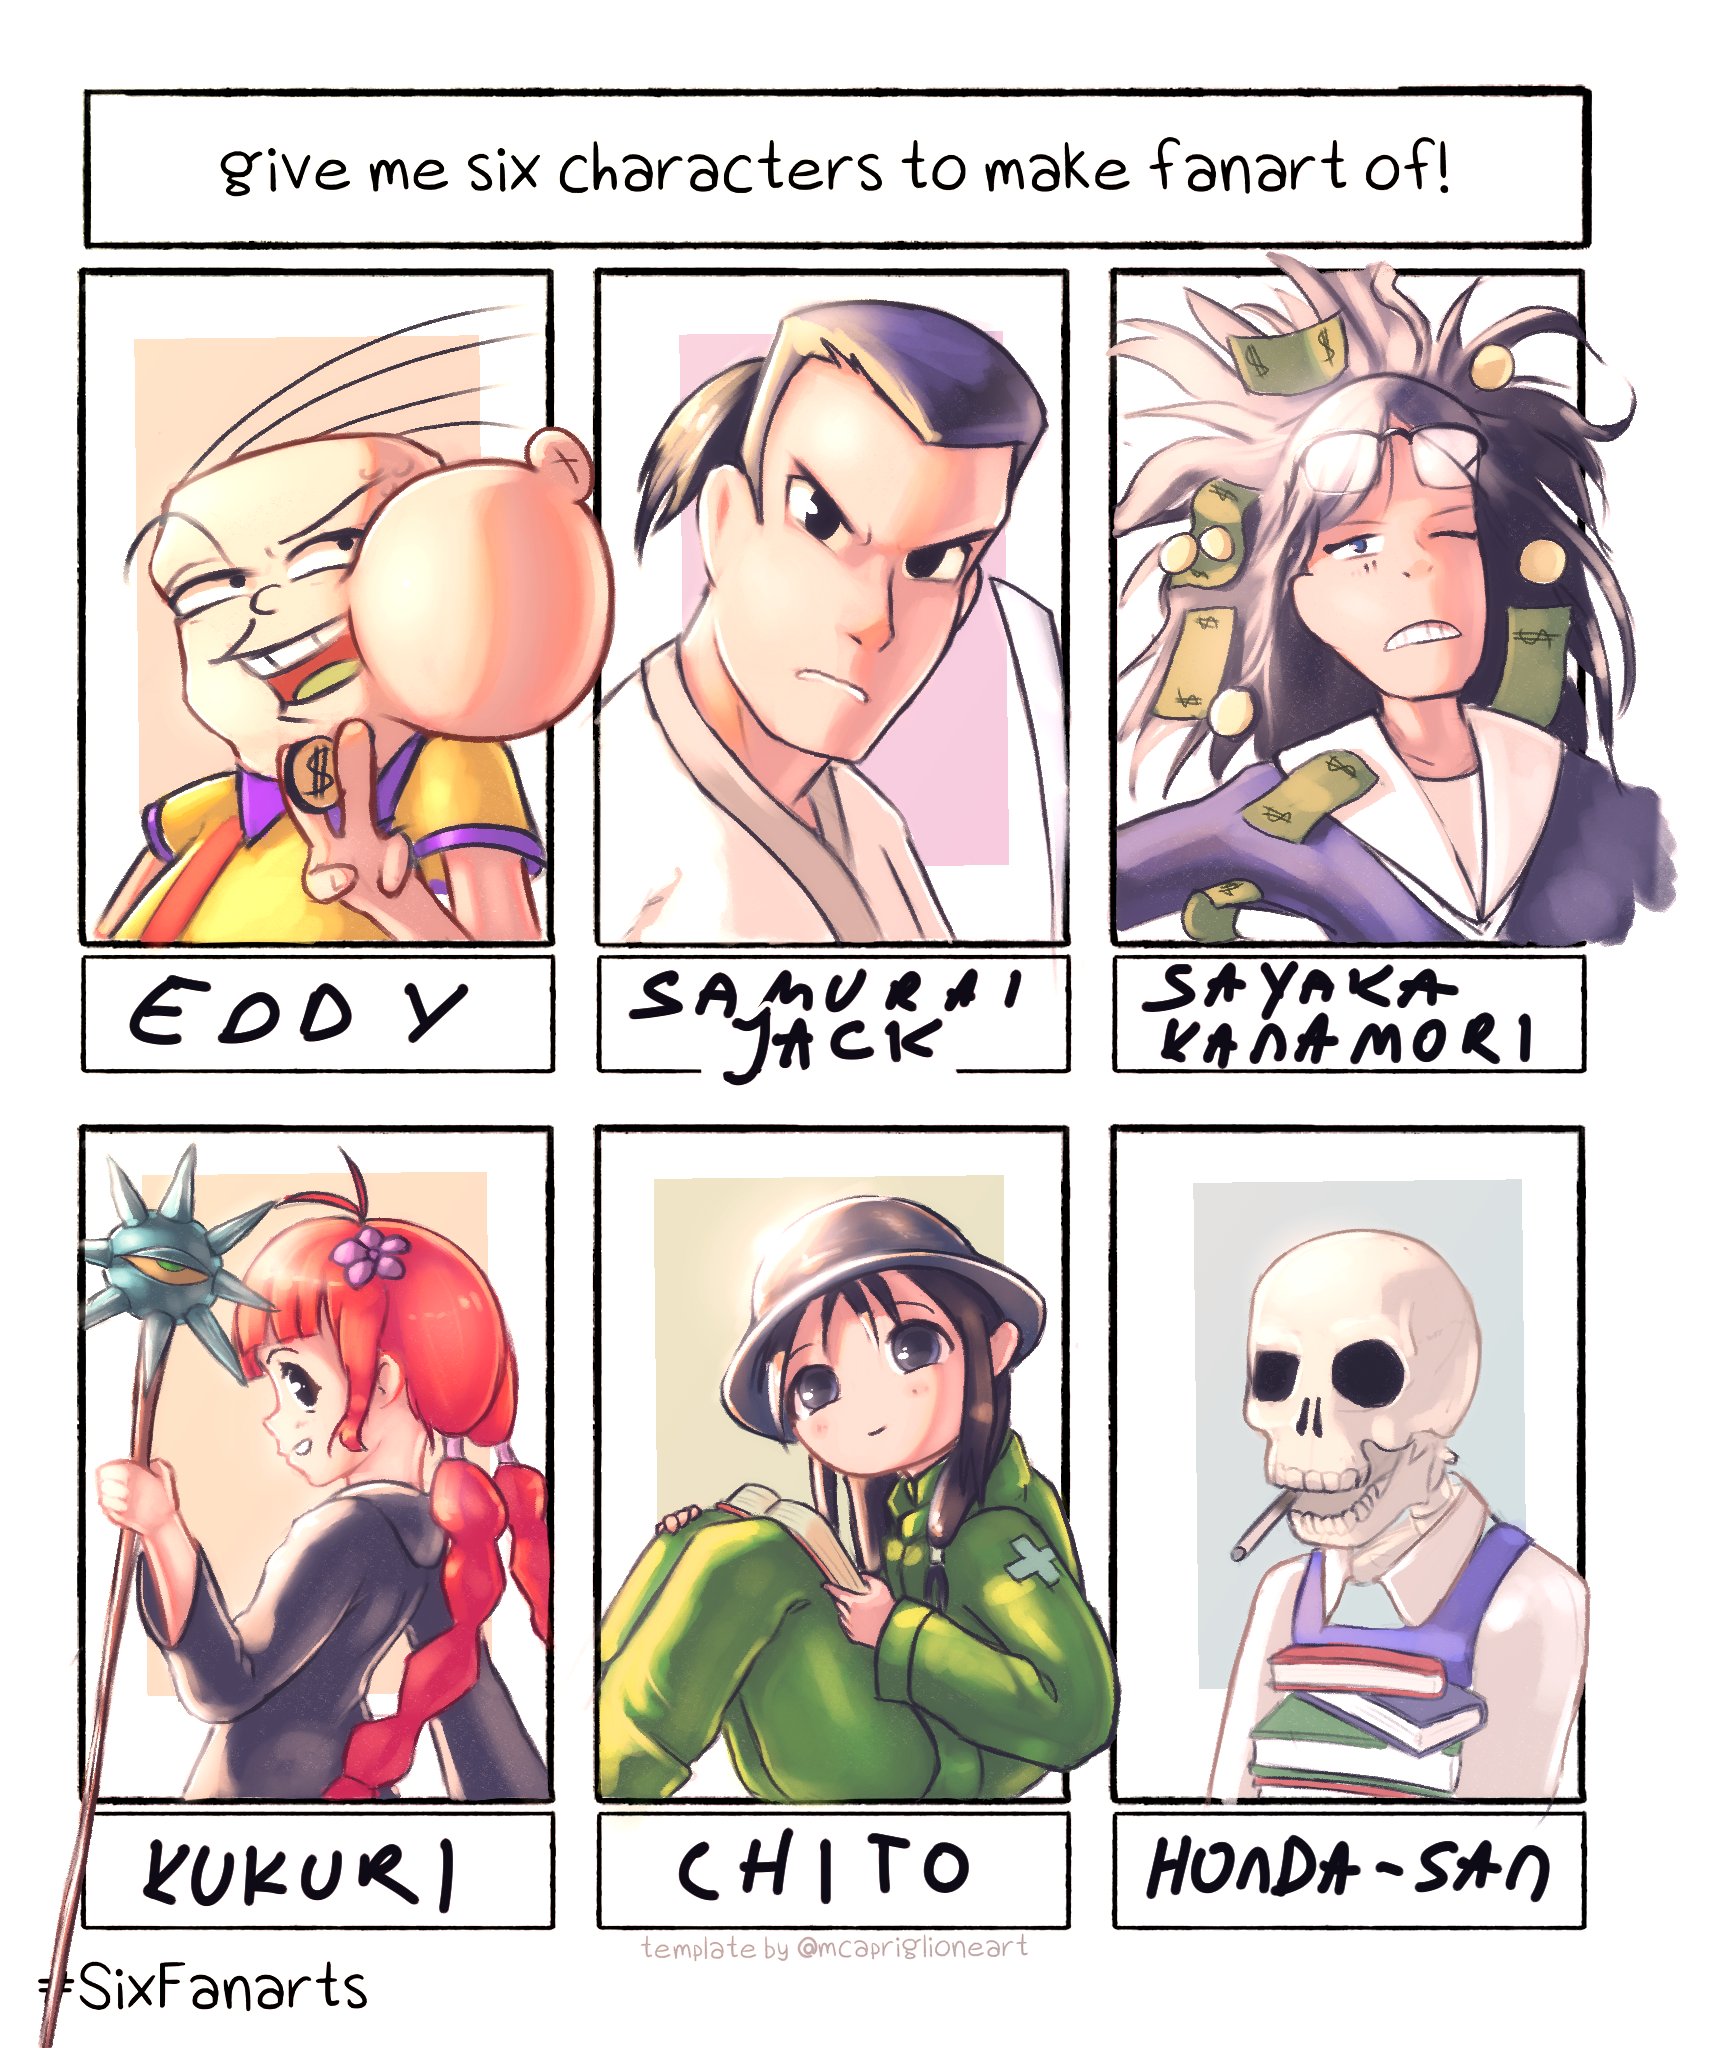 give me six characters to make fanart of!
$
$ $
$
$
$
$
$
$
$
$
EDDY
SAMURAI
JACK
SAYAKA
KANAMORI
KUKURI
CHITO
HONDA-SAN
template by @mcapriglioneart
#SixFanarts